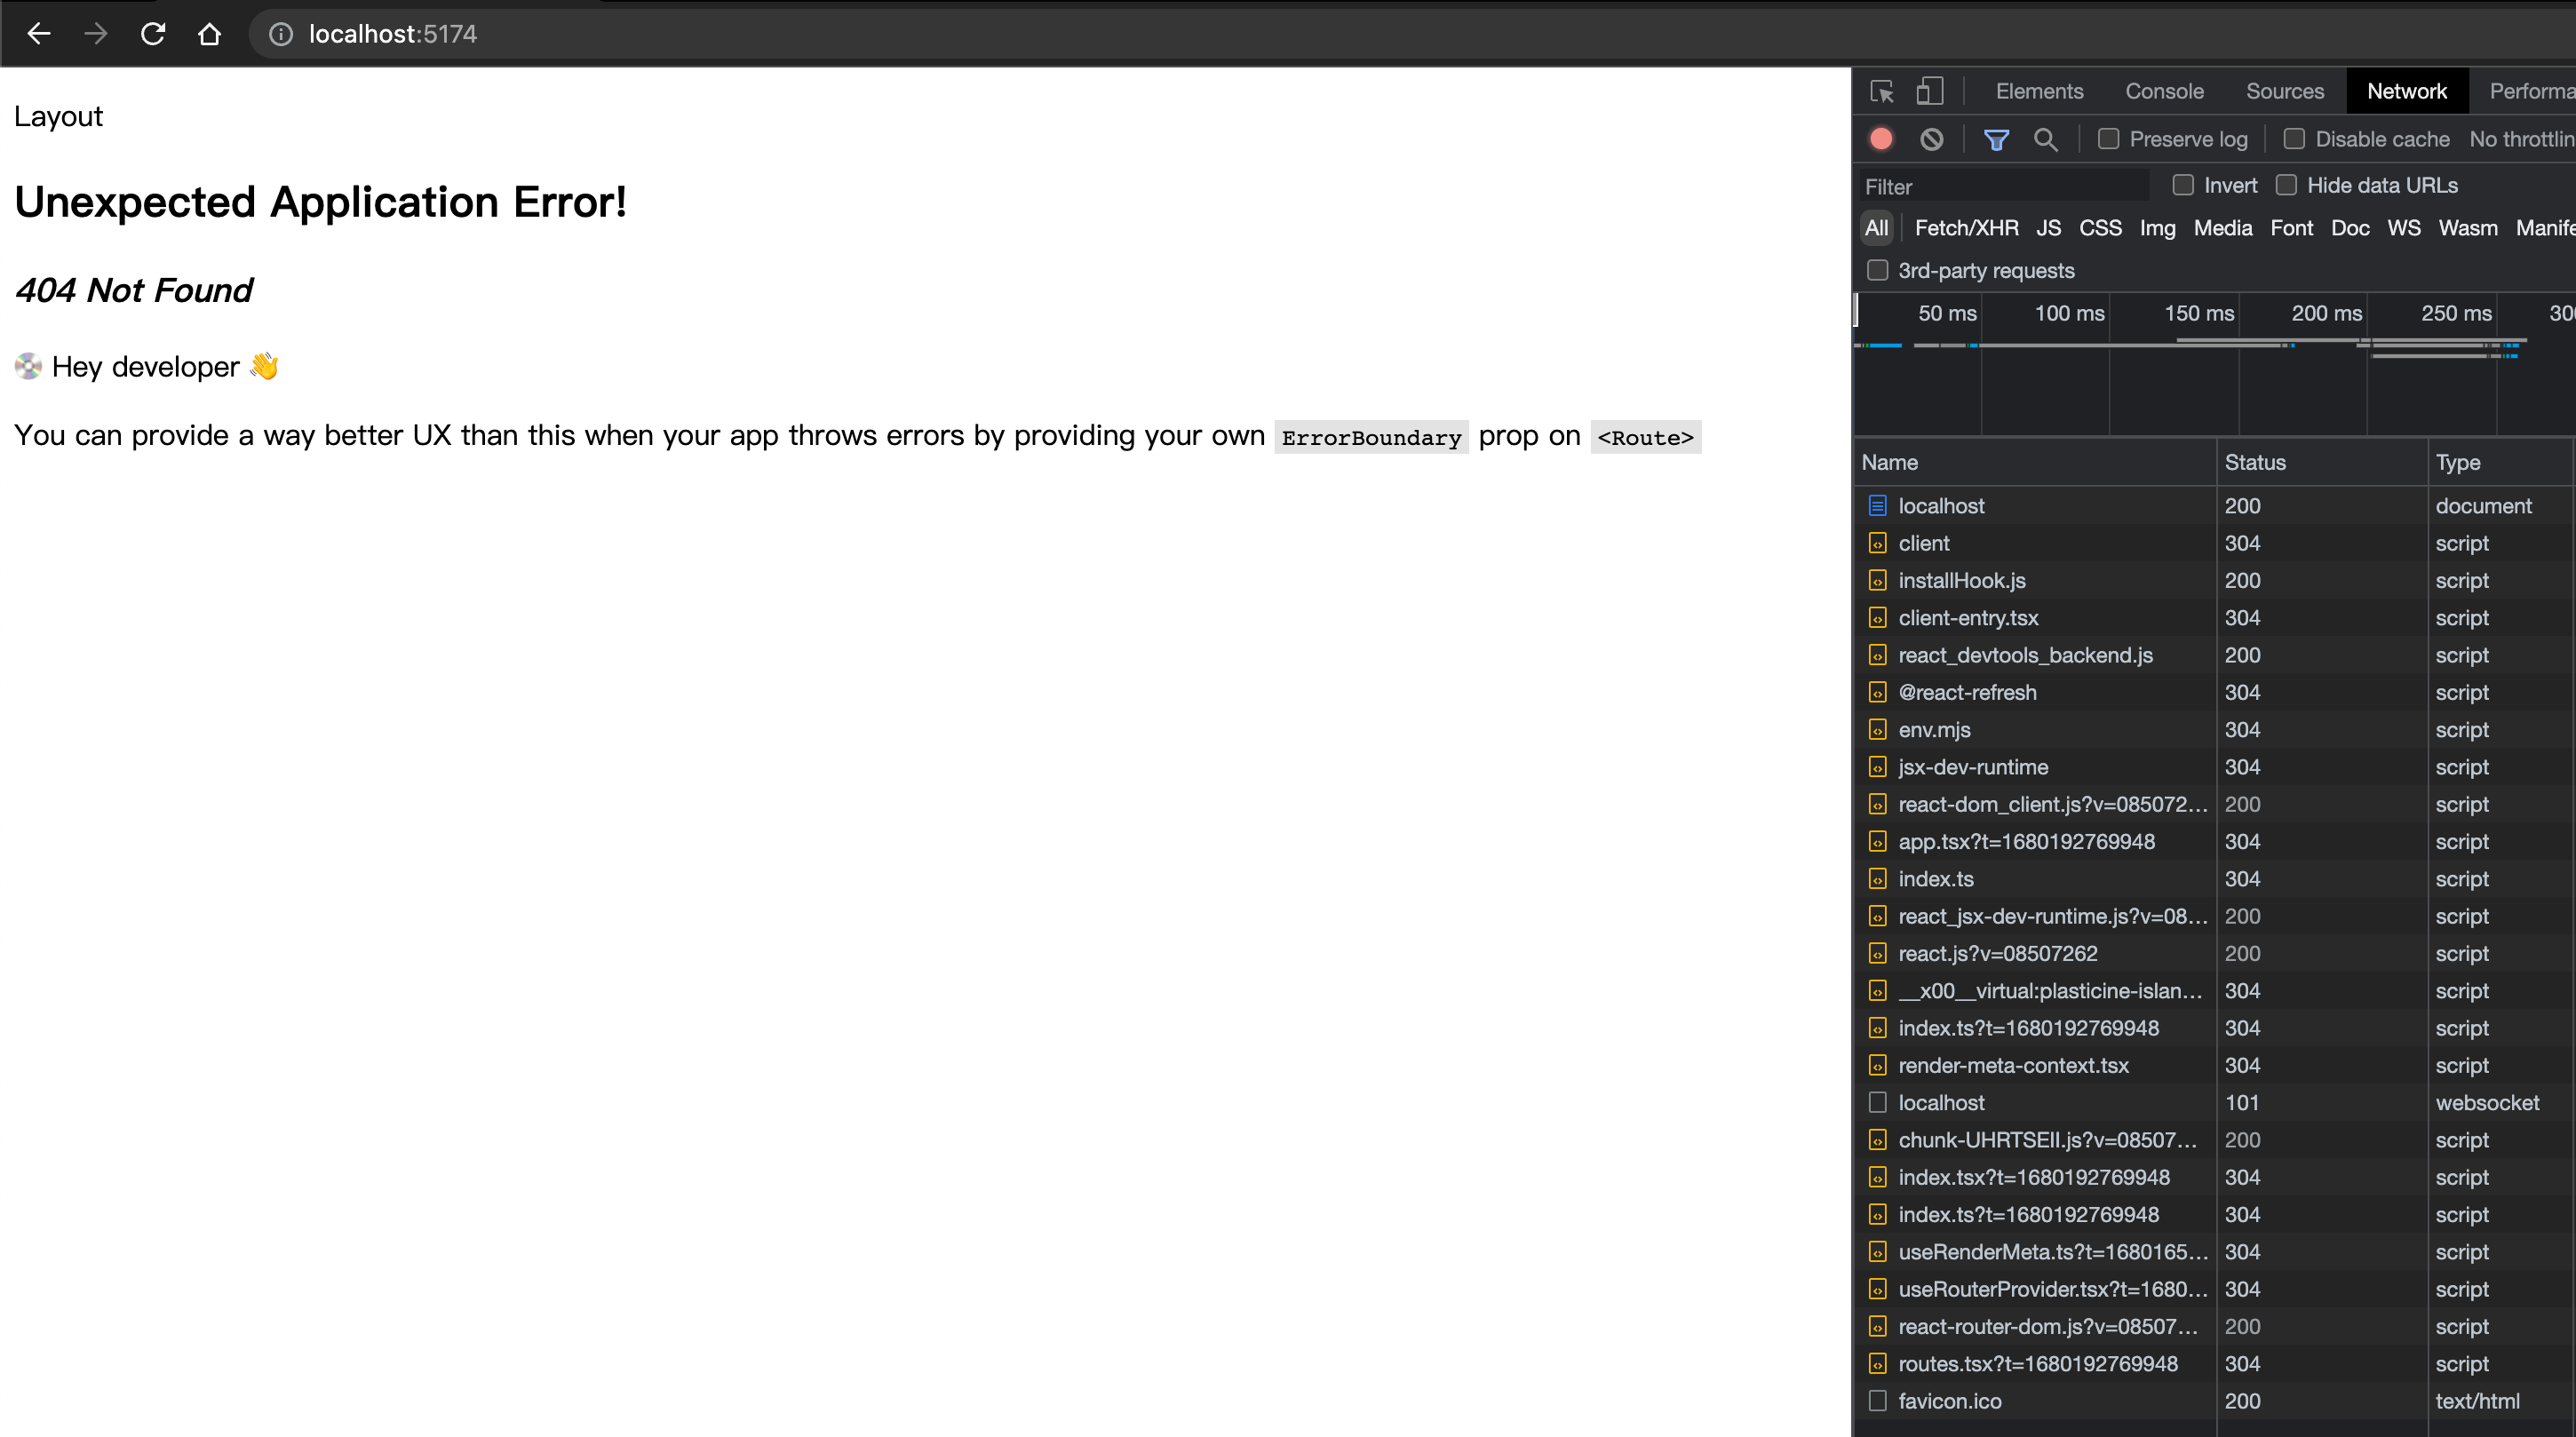 localhost:5174
Layout
Unexpected Application Error!
404 Not Found
💿 Hey developer 👋
You can provide a way better UX than this when your app throws errors by providing your own ErrorBoundary prop on <Route>
Elements Console Sources Network Performa
Preserve log Disable cache No throttlin
Filter Invert Hide data URLs
All Fetch/XHR JS CSS Img Media Font Doc WS Wasm Manife
3rd-party requests
50 ms 100 ms 150 ms 200 ms 250 ms 300
Name Status Type
localhost 200 document
client 304 script
installHook.js 200 script
client-entry.tsx 304 script
react_devtools_backend.js 200 script
@react-refresh 304 script
env.mjs 304 script
jsx-dev-runtime 304 script
react-dom_client.js?v=085072... 200 script
app.tsx?t=1680192769948 304 script
index.ts 304 script
react_jsx-dev-runtime.js?v=08... 200 script
react.js?v=08507262 200 script
__x00__virtual:plasticine-islan... 304 script
index.ts?t=1680192769948 304 script
render-meta-context.tsx 304 script
localhost 101 websocket
chunk-UHRTSEII.js?v=08507... 200 script
index.tsx?t=1680192769948 304 script
index.ts?t=1680192769948 304 script
useRenderMeta.ts?t=1680165... 304 script
useRouterProvider.tsx?t=1680... 304 script
react-router-dom.js?v=08507... 200 script
routes.tsx?t=1680192769948 304 script
favicon.ico 200 text/html